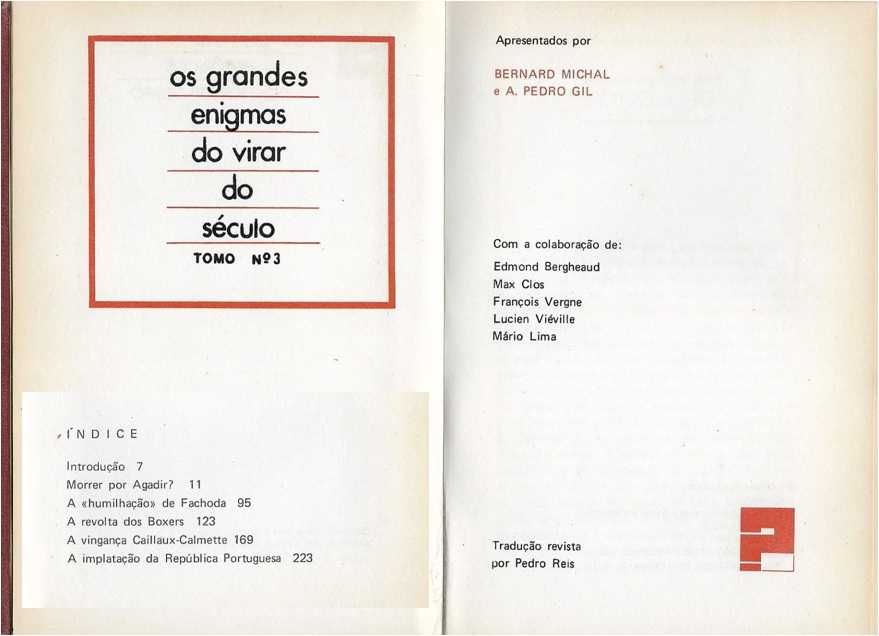 os grandes
enigmas
do virar
do
século
TOMO Nº3
ÍNDICE
Introdução 7
Morrer por Agadir? 11
A «humilhação» de Fachoda 95
A revolta dos Boxers 123
A vingança Caillaux-Calmette 169
A implatação da República Portuguesa 223
Apresentados por
BERNARD MICHAL
e A. PEDRO GIL
Com a colaboração de:
Edmond Bergheaud
Max Clos
François Vergne
Lucien Viéville
Mário Lima
Tradução revista
por Pedro Reis